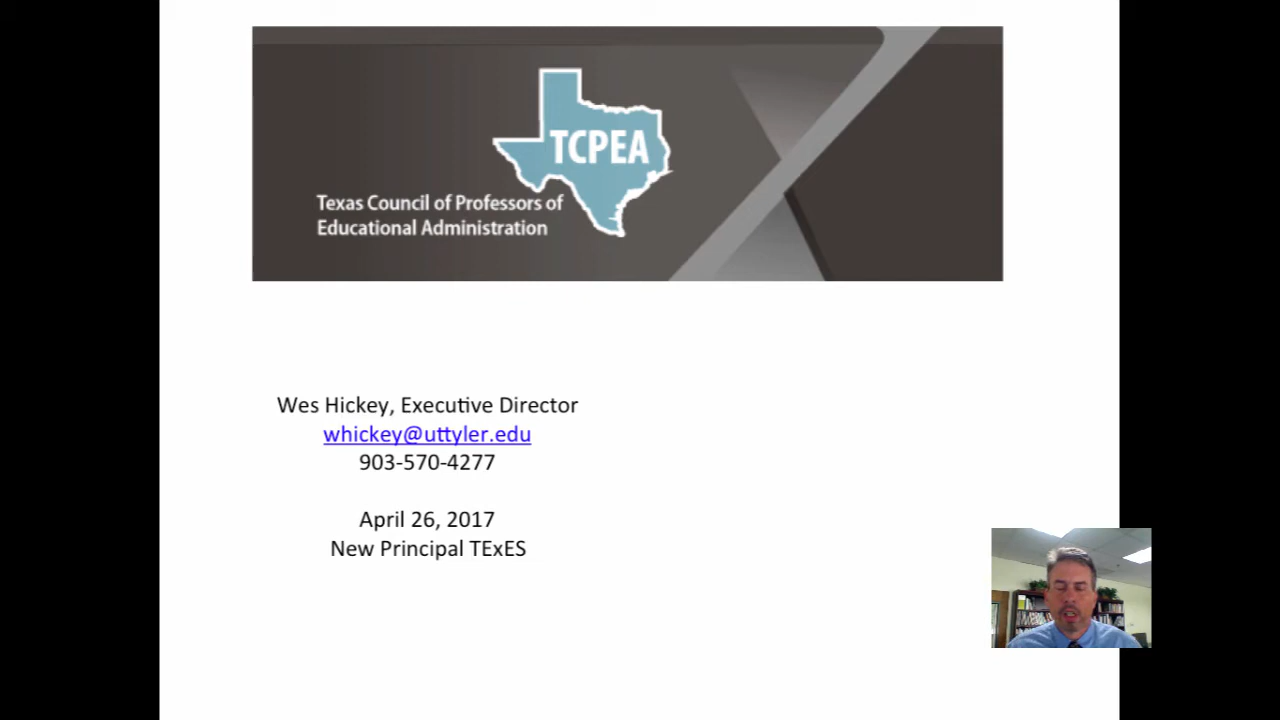 TCPEA
Texas Council of Professors of
Educational Administration
Wes Hickey, Executive Director
whickey@uttyler.edu
903-570-4277
April 26, 2017
New Principal TExES